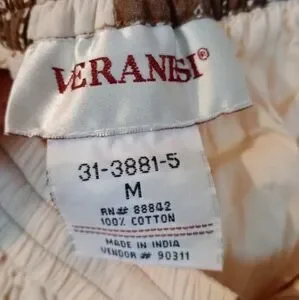 VERANESI®
31-3881-5
M
RN# 88842
100% COTTON
MADE IN INDIA
VENDOR # 90311